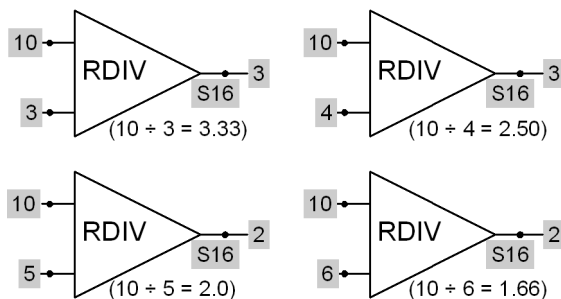 10 RDIV 3 S16 3
(10 ÷ 3 = 3.33)
10 RDIV 3 S16 4
(10 ÷ 4 = 2.50)
10 RDIV 2 S16 5
(10 ÷ 5 = 2.0)
10 RDIV 2 S16 6
(10 ÷ 6 = 1.66)